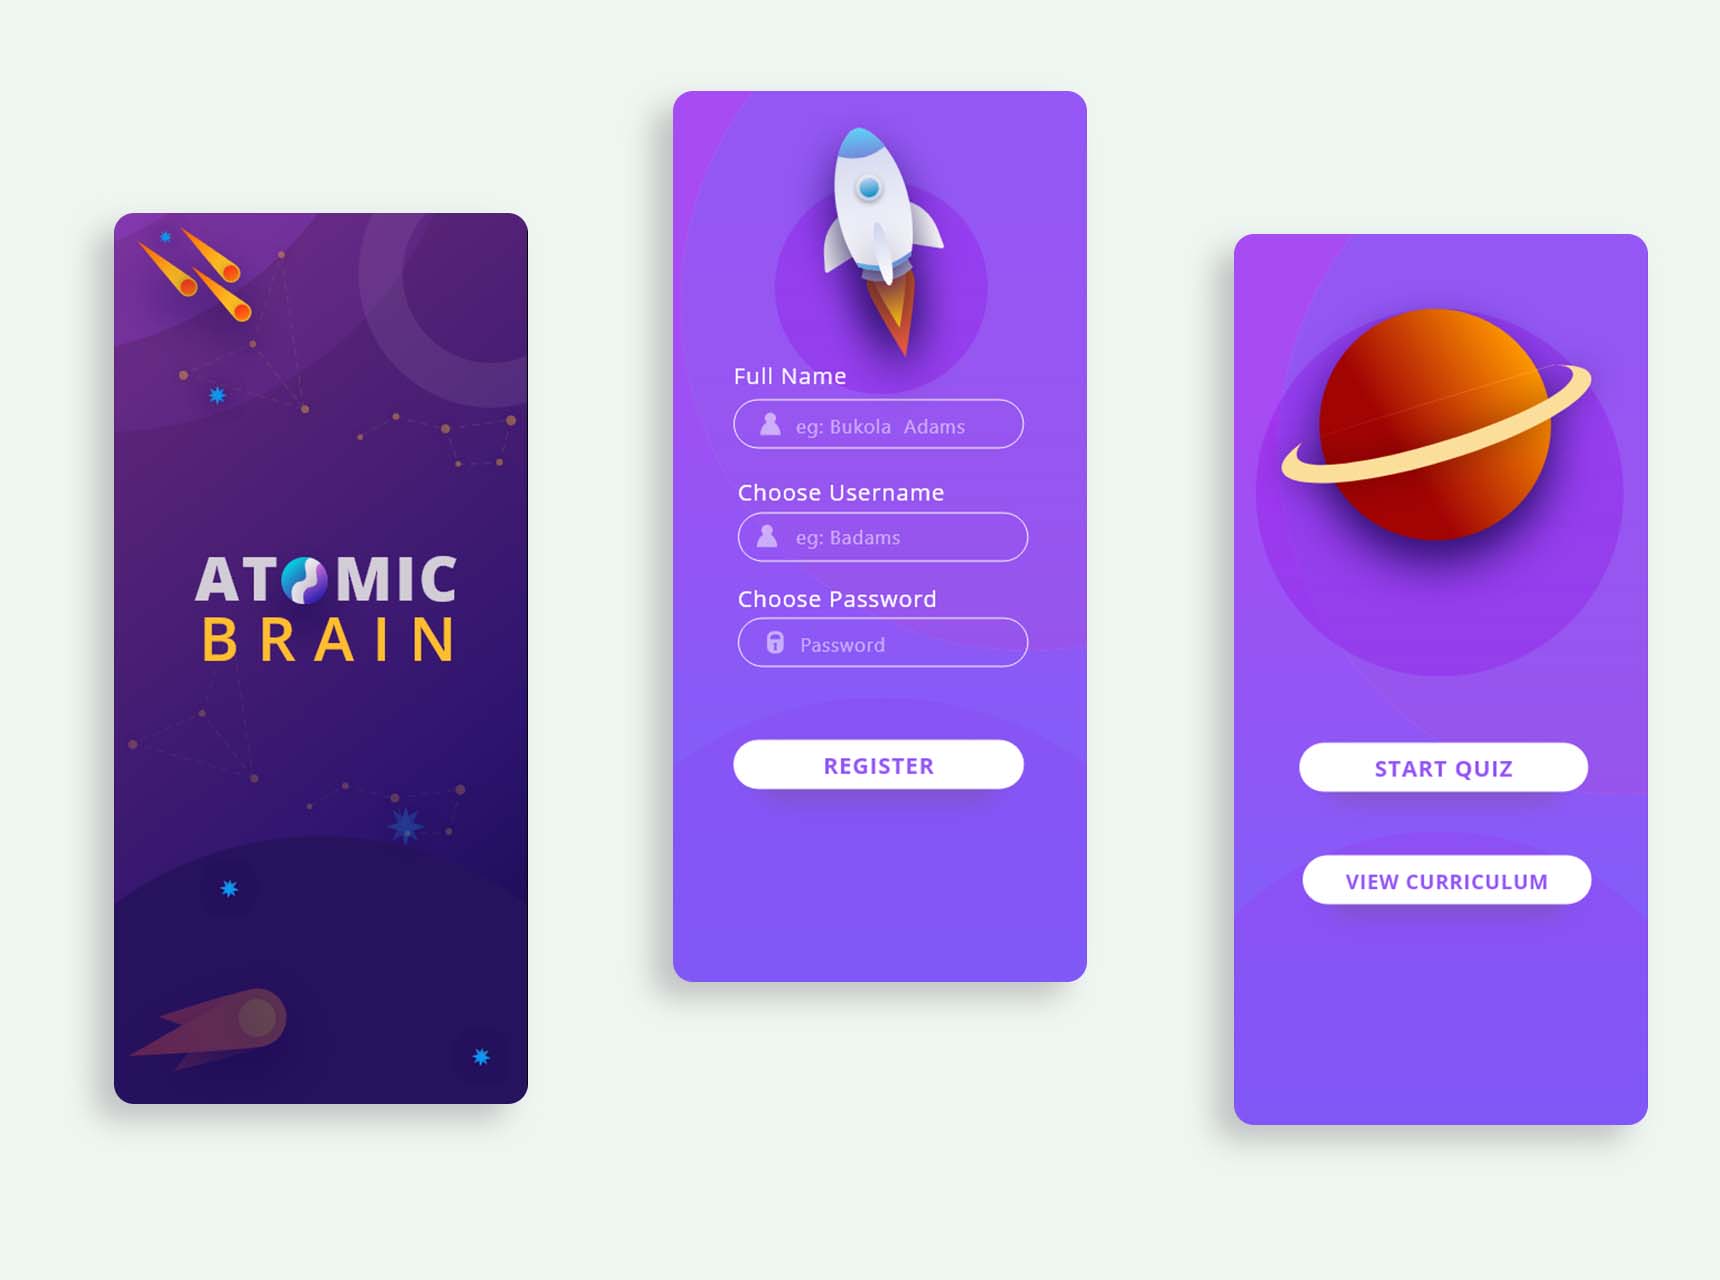 ATOMIC
BRAIN
Full Name
eg: Bukola Adams
Choose Username
eg: Badams
Choose Password
Password
REGISTER
START QUIZ
VIEW CURRICULUM